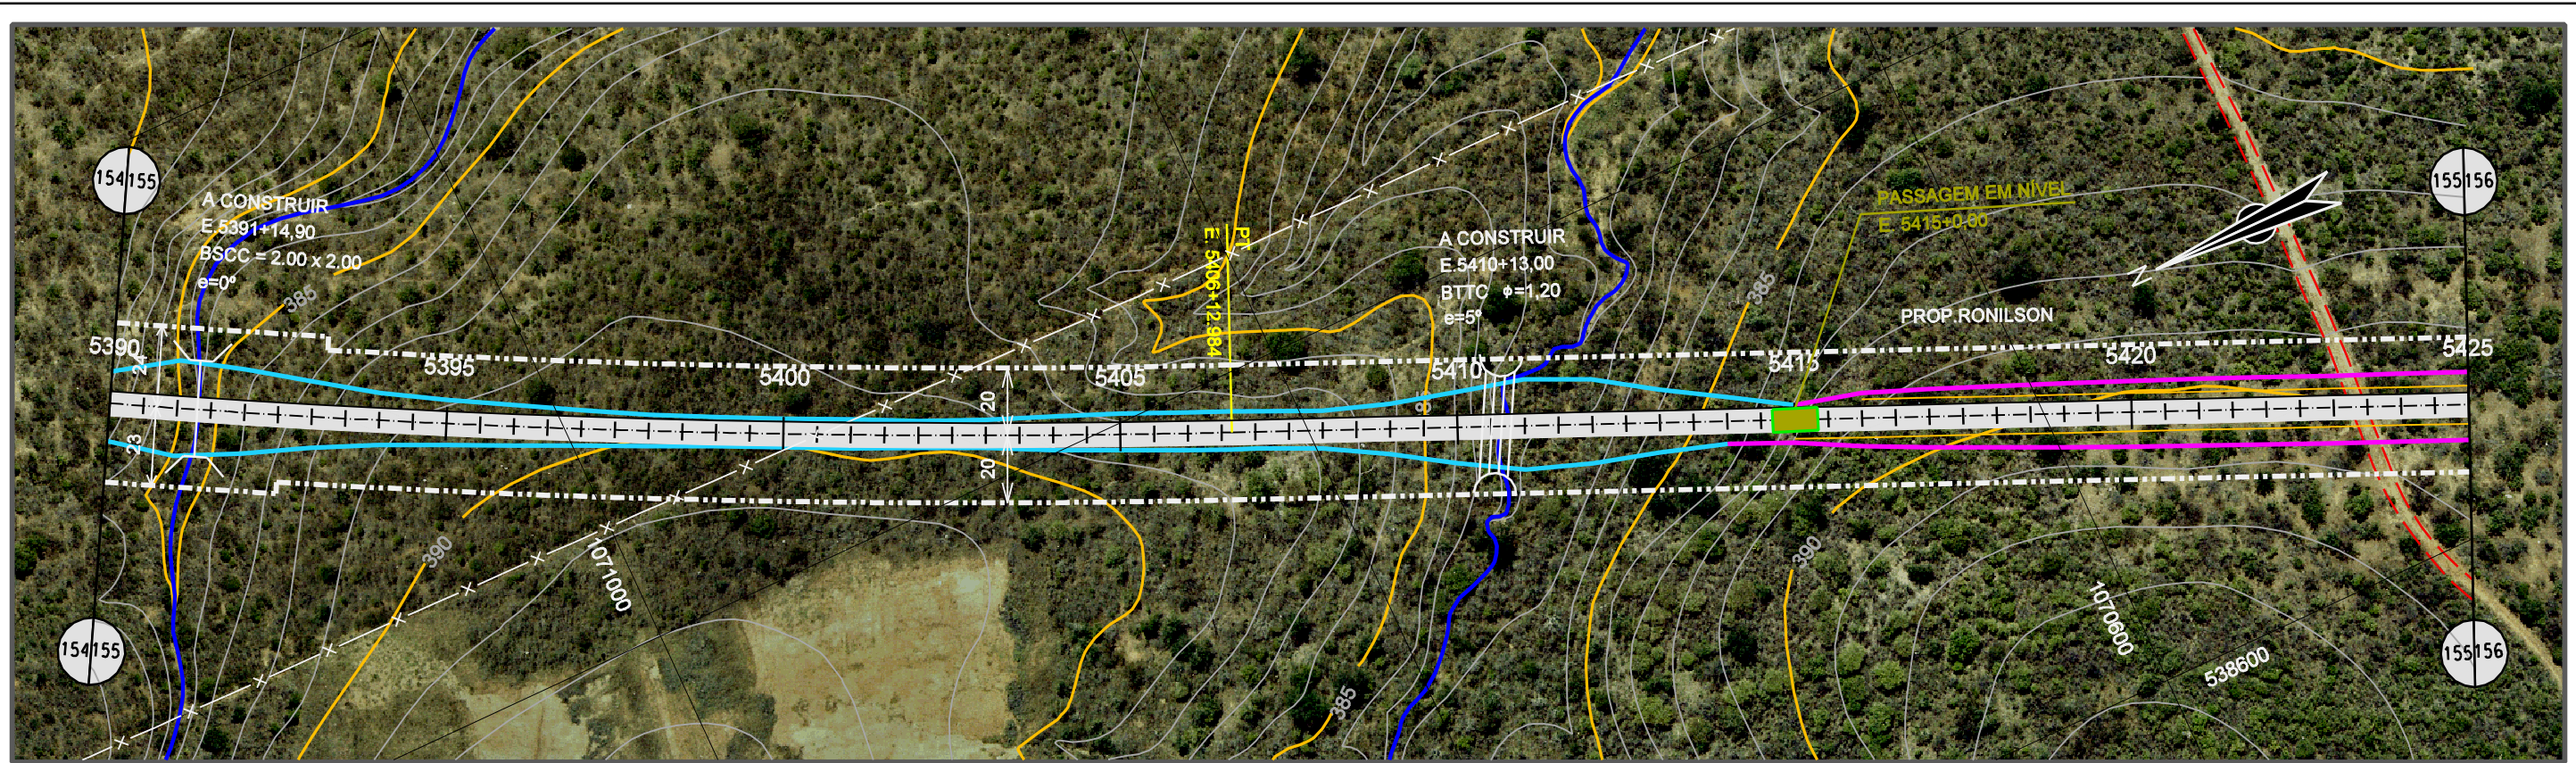 154 155
A CONSTRUIR
E.5391+14,90
BSCC = 2.00 x 2.00
e=0º
385
5390
24
23
5395
390
1071000
5400
5405
20
20
PT
E. 5406+12.984
A CONSTRUIR
E.5410+13,00
BTTC φ=1,20
e=5º
5410
385
385
PASSAGEM EM NÍVEL
E. 5415+0,00
5415
PROP.RONILSON
N
5420
5425
390
1070600
538600
155 156
154 155
155 156